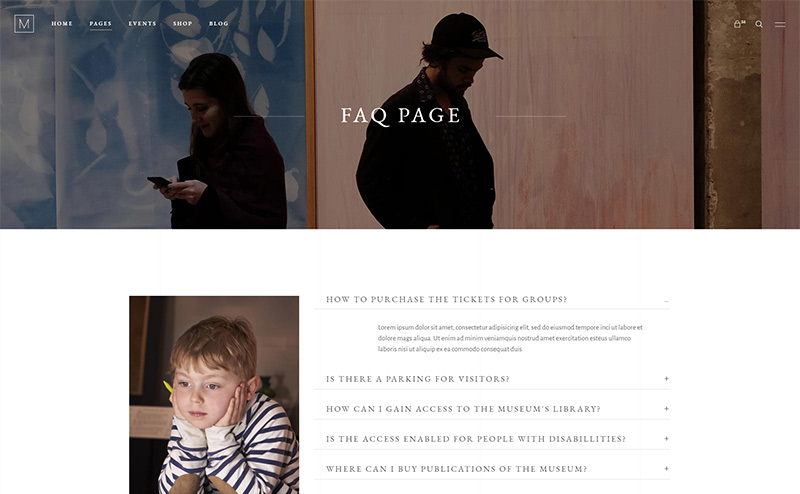 M HOME PAGES EVENTS SHOP BLOG
FAQ PAGE
HOW TO PURCHASE THE TICKETS FOR GROUPS?
Lorem ipsum dolor sit amet, consectetur adipisicing elit, sed do eiusmod tempore inci ut labore et
dolore mags aliqua. Ut enim ad minim veniamquis nostrud amet exercitation esteus ullamco
laboris nisi ut aliquip ex ea commodo consequat duis.
IS THERE A PARKING FOR VISITORS? +
HOW CAN I GAIN ACCESS TO THE MUSEUM'S LIBRARY? +
IS THE ACCESS ENABLED FOR PEOPLE WITH DISABILLITIES? +
WHERE CAN I BUY PUBLICATIONS OF THE MUSEUM? +